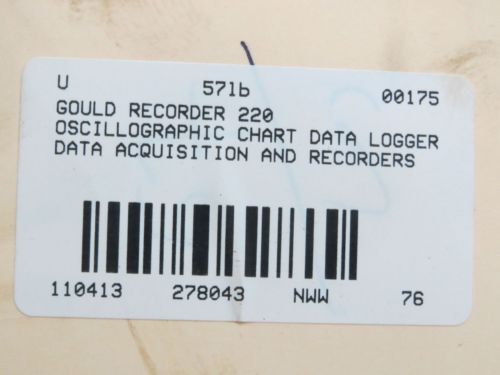 U 571b 00175
GOULD RECORDER 220
OSCILLOGRAPHIC CHART DATA LOGGER
DATA ACQUISITION AND RECORDERS
110413 278043 NWW 76